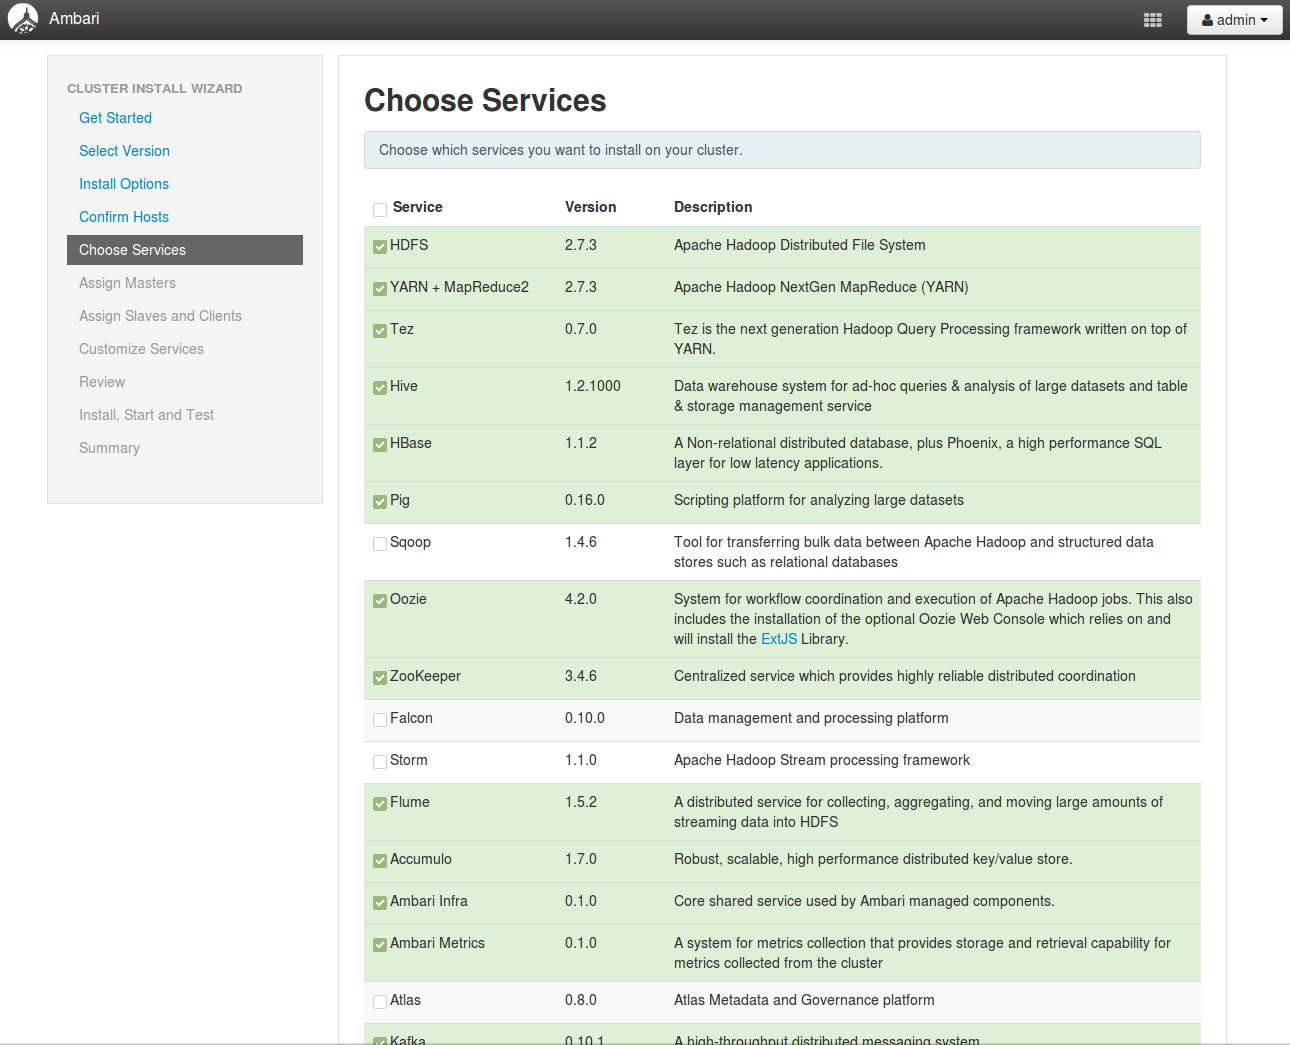 Ambari
admin
CLUSTER INSTALL WIZARD
Get Started
Select Version
Install Options
Confirm Hosts
Choose Services
Assign Masters
Assign Slaves and Clients
Customize Services
Review
Install, Start and Test
Summary
Choose Services
Choose which services you want to install on your cluster.
Service Version Description
HDFS 2.7.3 Apache Hadoop Distributed File System
YARN + MapReduce2 2.7.3 Apache Hadoop NextGen MapReduce (YARN)
Tez 0.7.0 Tez is the next generation Hadoop Query Processing framework written on top of
YARN.
Hive 1.2.1000 Data warehouse system for ad-hoc queries & analysis of large datasets and table
& storage management service
HBase 1.1.2 A Non-relational distributed database, plus Phoenix, a high performance SQL
layer for low latency applications.
Pig 0.16.0 Scripting platform for analyzing large datasets
Sqoop 1.4.6 Tool for transferring bulk data between Apache Hadoop and structured data
stores such as relational databases
Oozie 4.2.0 System for workflow coordination and execution of Apache Hadoop jobs. This also
includes the installation of the optional Oozie Web Console which relies on and
will install the ExtJS Library.
ZooKeeper 3.4.6 Centralized service which provides highly reliable distributed coordination
Falcon 0.10.0 Data management and processing platform
Storm 1.1.0 Apache Hadoop Stream processing framework
Flume 1.5.2 A distributed service for collecting, aggregating, and moving large amounts of
streaming data into HDFS
Accumulo 1.7.0 Robust, scalable, high performance distributed key/value store.
Ambari Infra 0.1.0 Core shared service used by Ambari managed components.
Ambari Metrics 0.1.0 A system for metrics collection that provides storage and retrieval capability for
metrics collected from the cluster
Atlas 0.8.0 Atlas Metadata and Governance platform
Kafka 0.10.1 A high-throughput distributed messaging system